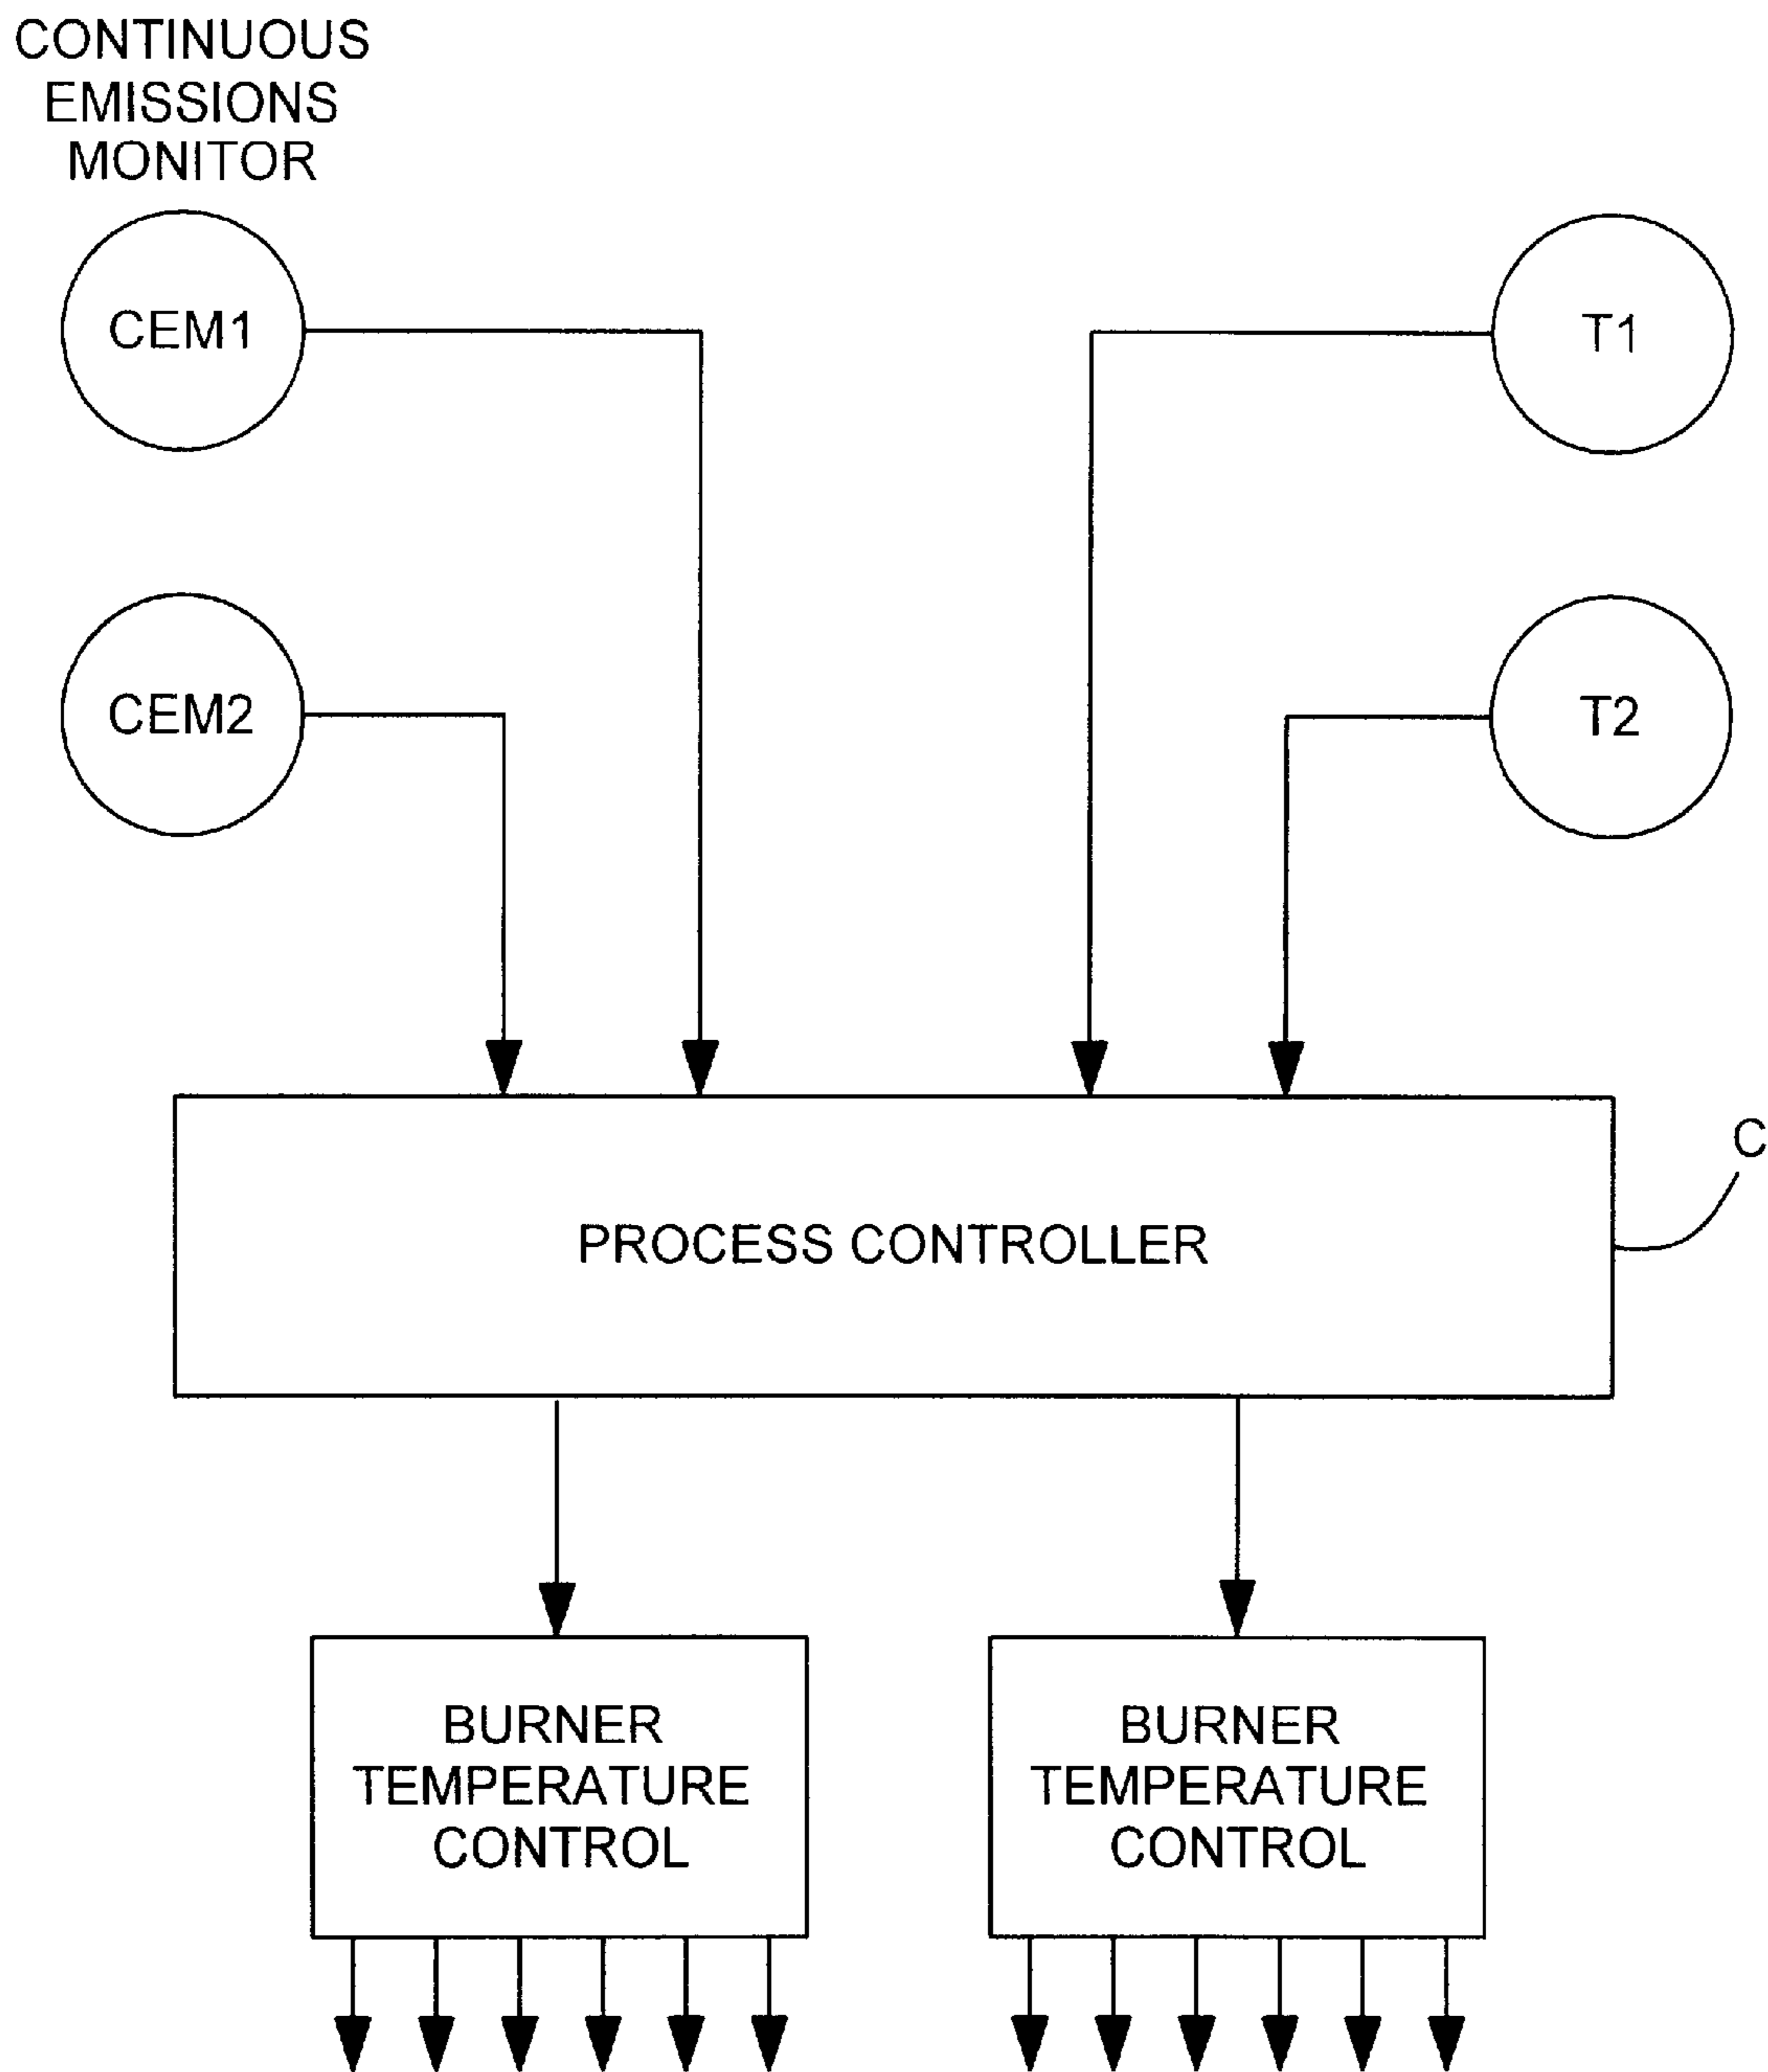 CONTINUOUS
EMISSIONS
MONITOR
CEM1
T1
CEM2
T2
C
PROCESS CONTROLLER
BURNER
TEMPERATURE
CONTROL
BURNER
TEMPERATURE
CONTROL